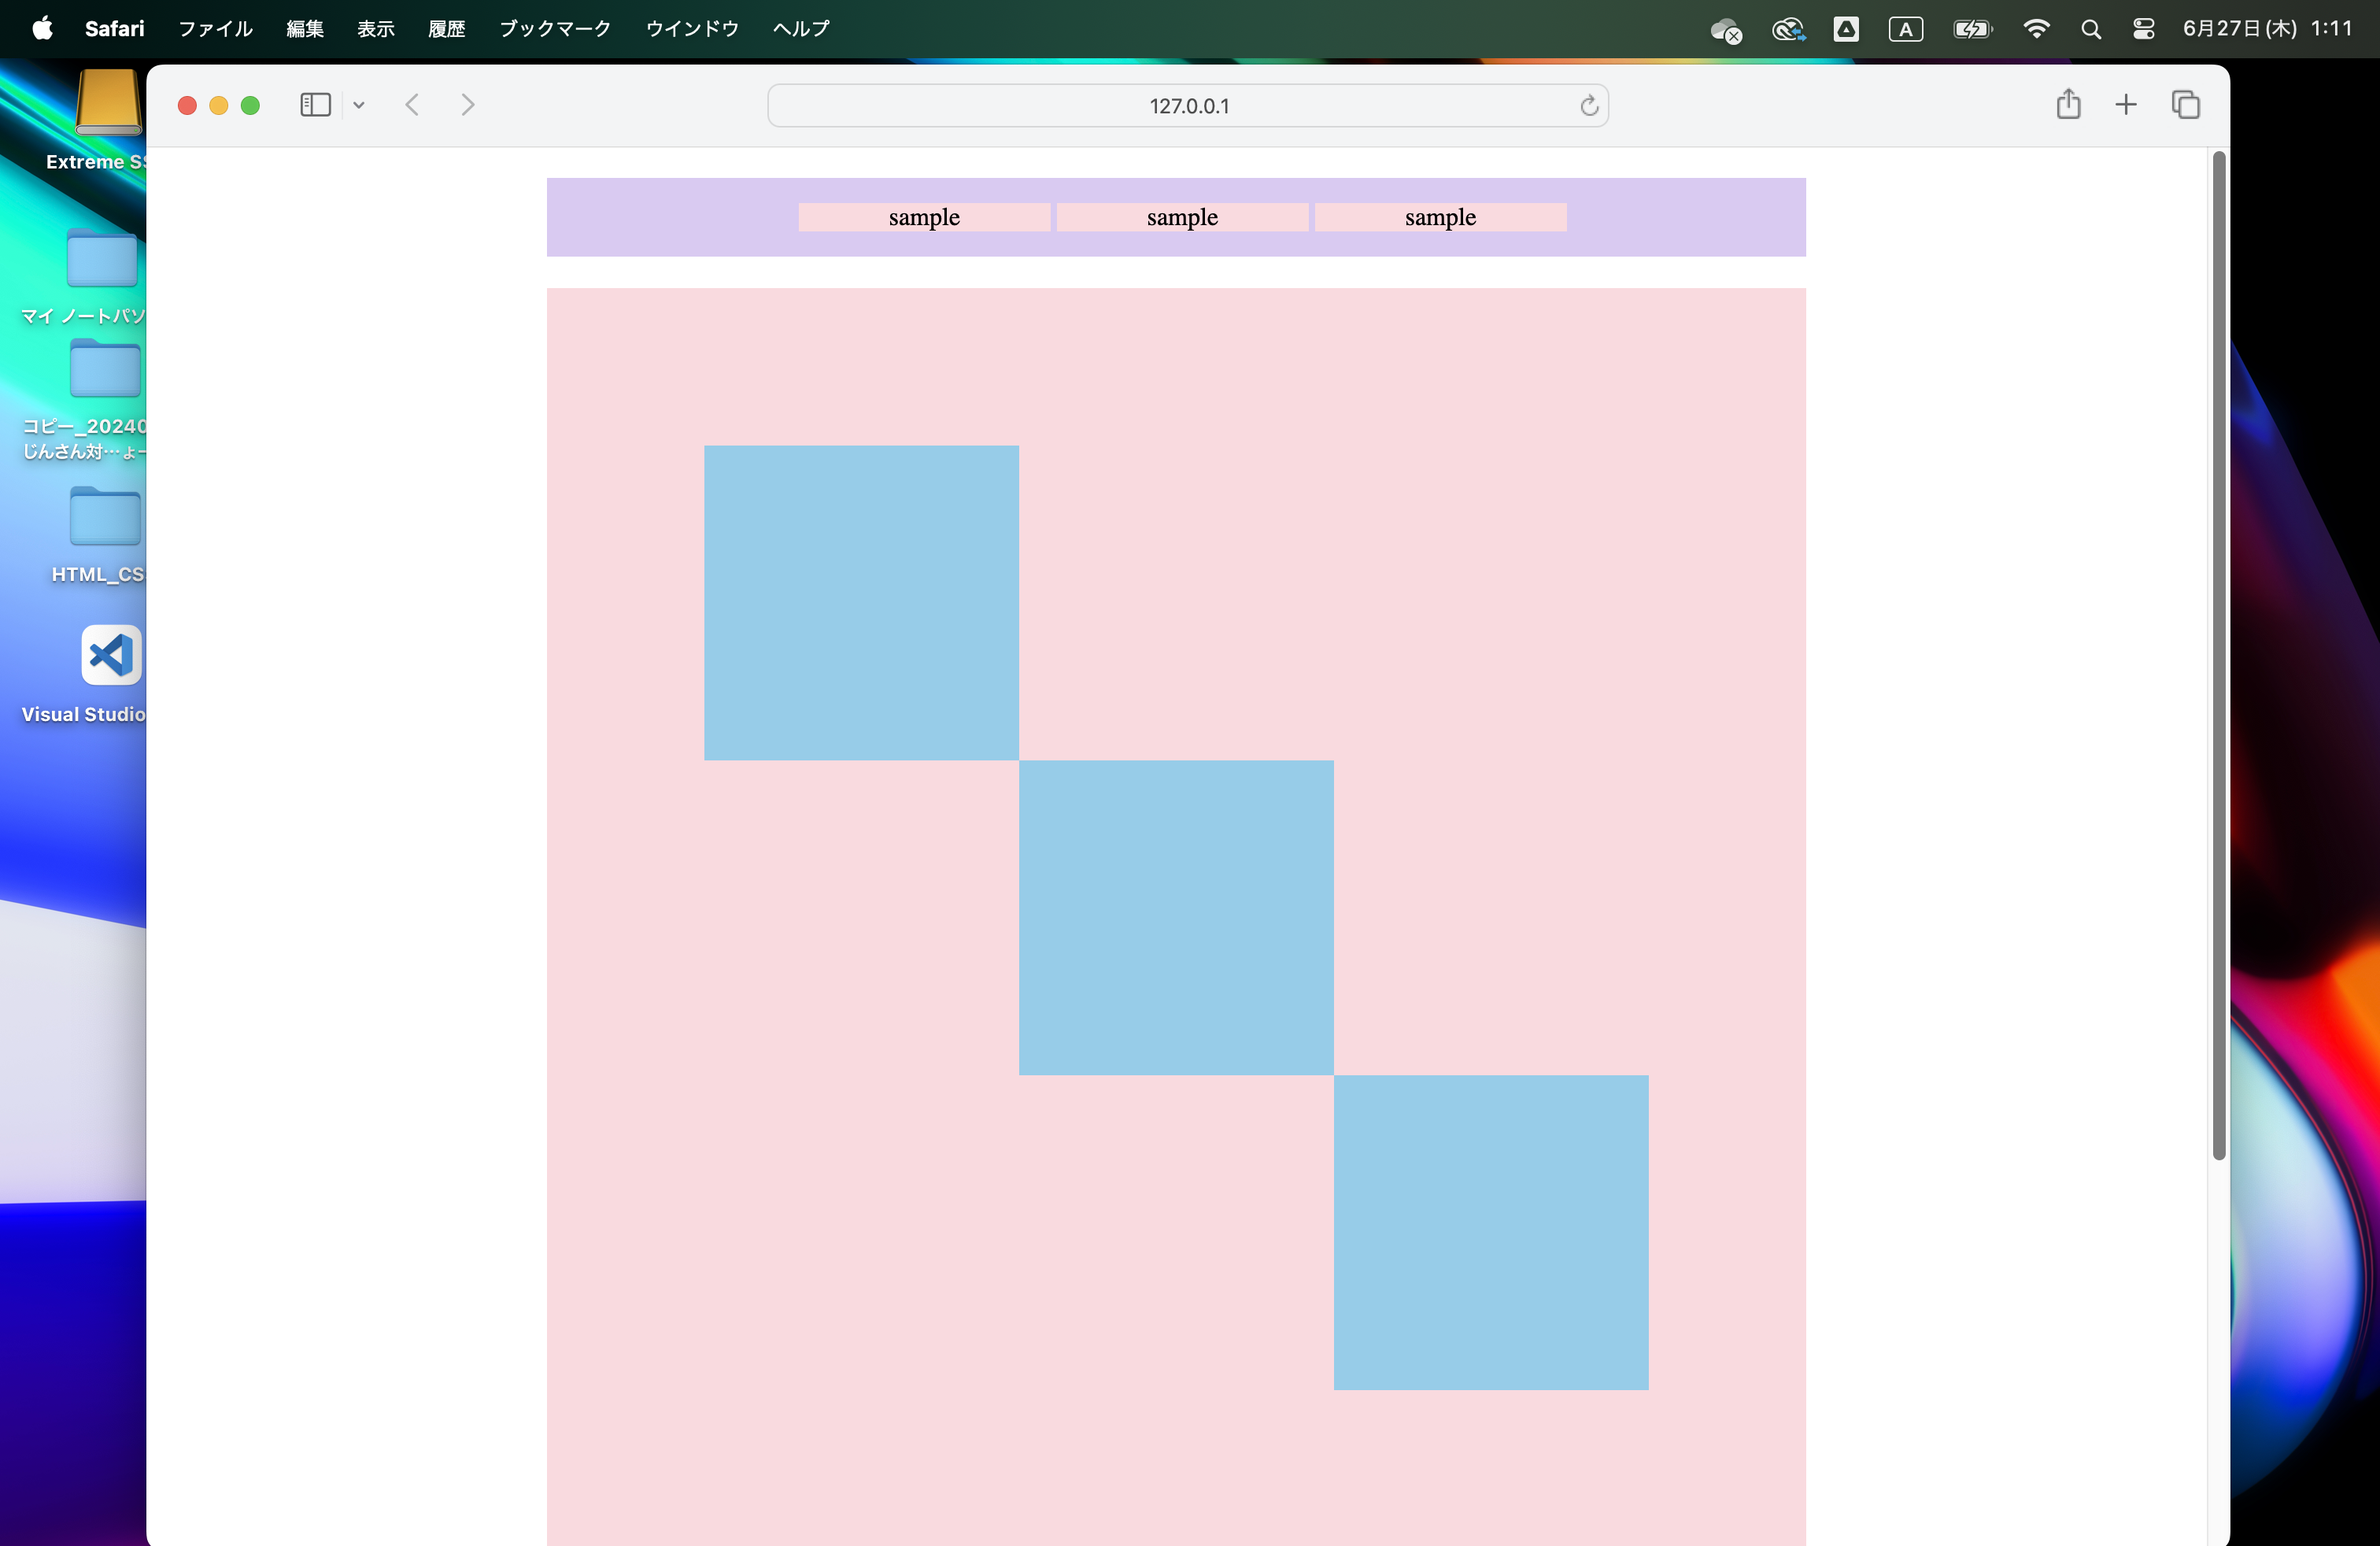 Safari ファイル 編集 表示 履歴 ブックマーク ウインドウ ヘルプ A 6月27日(木) 1:11
127.0.0.1
Extreme SS
sample sample sample
マイ ノートパソ
コピー_20240
じんさん対…ょー
HTML_CS
Visual Studio